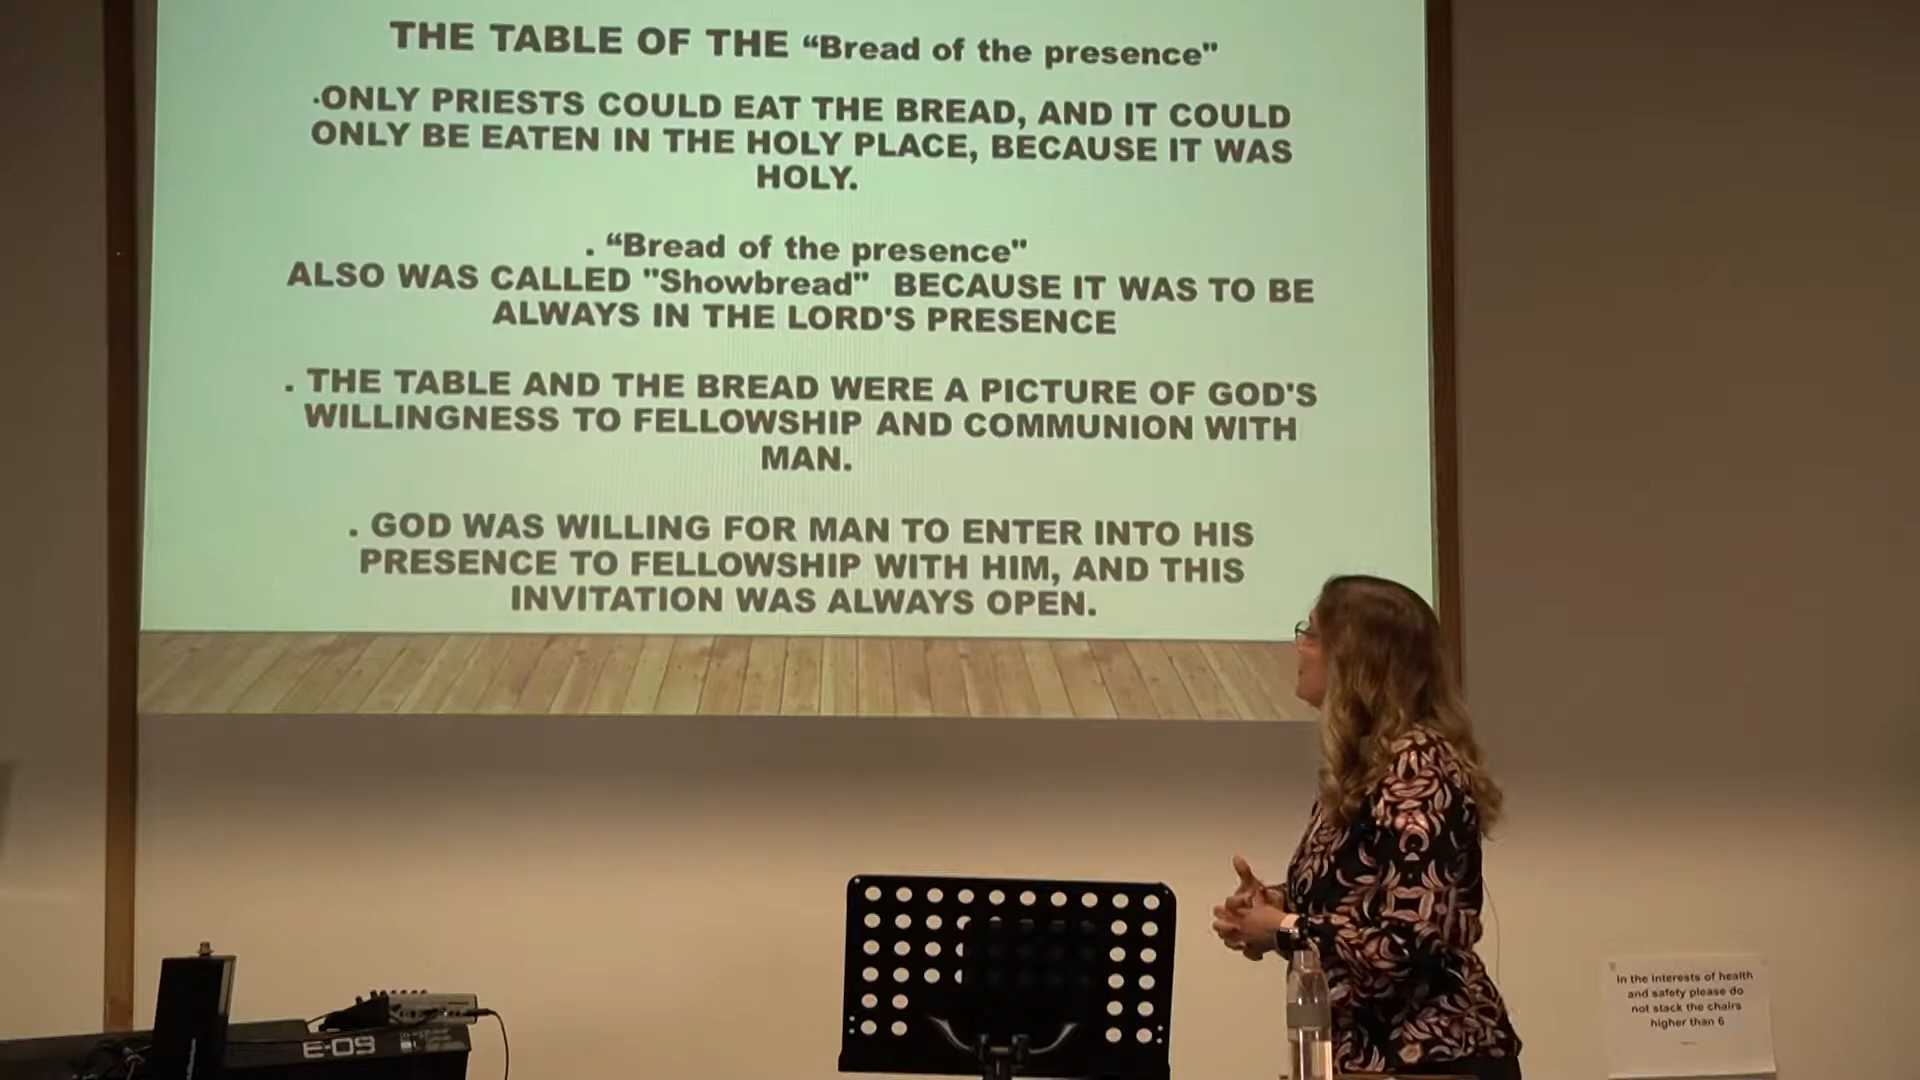 THE TABLE OF THE “Bread of the presence"
·ONLY PRIESTS COULD EAT THE BREAD, AND IT COULD
ONLY BE EATEN IN THE HOLY PLACE, BECAUSE IT WAS
HOLY.
. “Bread of the presence"
ALSO WAS CALLED "Showbread" BECAUSE IT WAS TO BE
ALWAYS IN THE LORD'S PRESENCE
. THE TABLE AND THE BREAD WERE A PICTURE OF GOD'S
WILLINGNESS TO FELLOWSHIP AND COMMUNION WITH
MAN.
. GOD WAS WILLING FOR MAN TO ENTER INTO HIS
PRESENCE TO FELLOWSHIP WITH HIM, AND THIS
INVITATION WAS ALWAYS OPEN.
E-09
In the interests of health
and safety please do
not stack the chairs
higher than 6